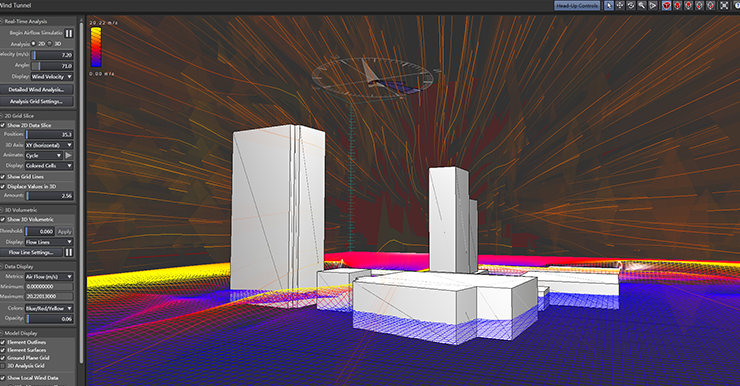 Wind Tunnel
Head-Up Controls
Real-Time Analysis
Begin Airflow Simulatio
Analysis: 2D 3D
elocity (m/s): 7.20
Angle: 71.0
Display: Wind Velocity
Detailed Wind Analysis...
Analysis Grid Settings...
2D Grid Slice
Show 2D Data Slice
Position: 35.3
3D Axis: XY (horizontal)
Animate: Cycle
Display: Colored Cells
Show Grid Lines
Displace Values in 3D
Amount: 2.56
3D Volumetric
Show 3D Volumetric
Threshold: 0.060 Apply
Display: Flow Lines
Flow Line Settings...
Data Display
Metrics: Air Flow (m/s)
Minimum: 0.00000000
Maximum: 20.22013000
Colors: Blue/Red/Yellow
Opacity: 0.06
Model Display
Element Outlines
Element Surfaces
Ground Plane Grid
3D Analysis Grid
Show Local Wind Data
20.22 m/s
0.00 m/s